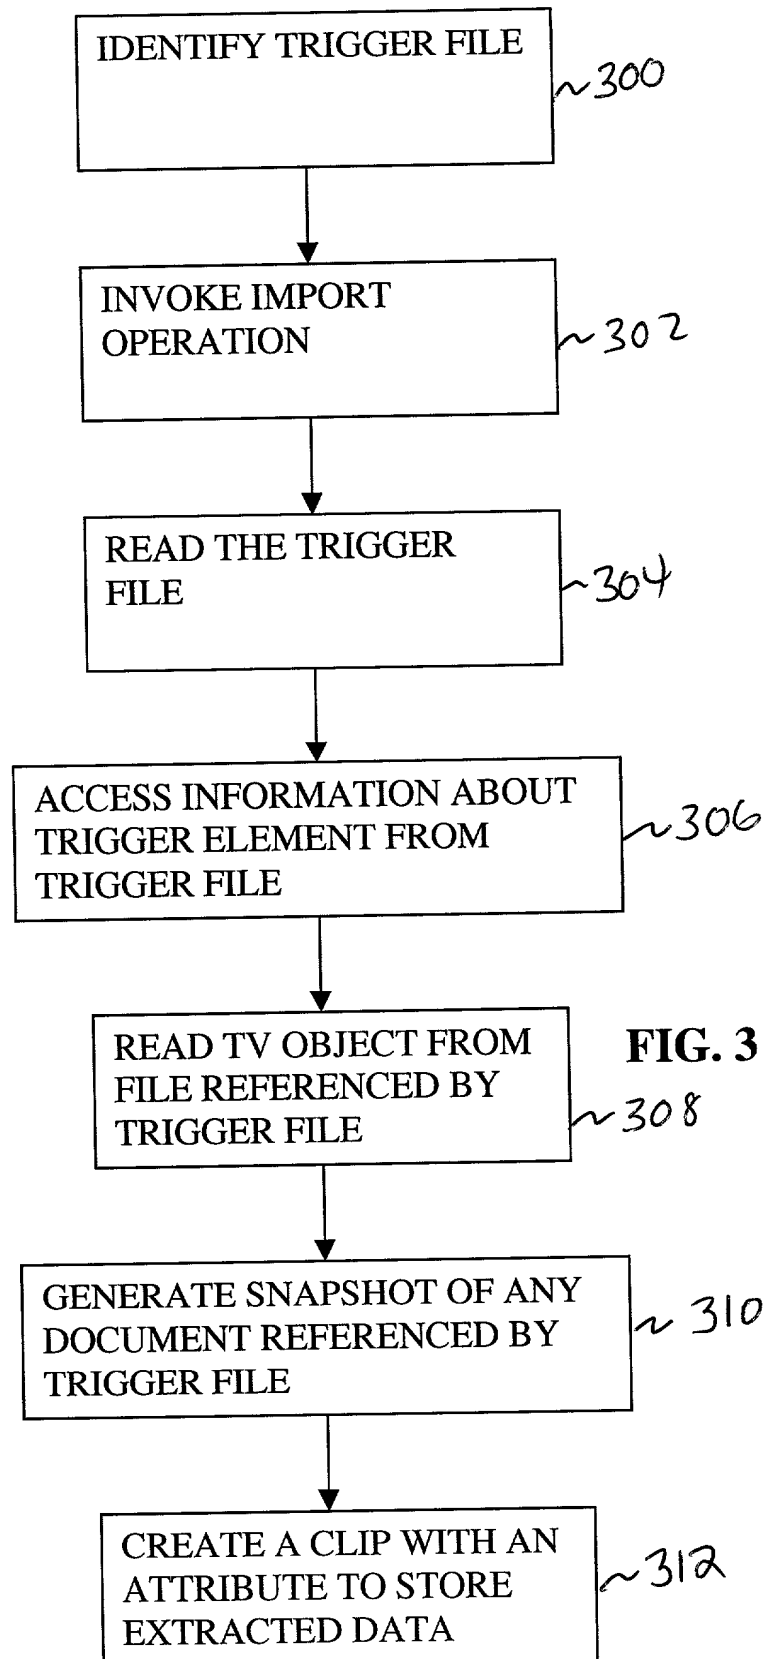 IDENTIFY TRIGGER FILE
300
INVOKE IMPORT
OPERATION
302
READ THE TRIGGER
FILE
304
ACCESS INFORMATION ABOUT
TRIGGER ELEMENT FROM
TRIGGER FILE
306
READ TV OBJECT FROM
FILE REFERENCED BY
TRIGGER FILE
FIG. 3
308
GENERATE SNAPSHOT OF ANY
DOCUMENT REFERENCED BY
TRIGGER FILE
310
CREATE A CLIP WITH AN
ATTRIBUTE TO STORE
EXTRACTED DATA
312